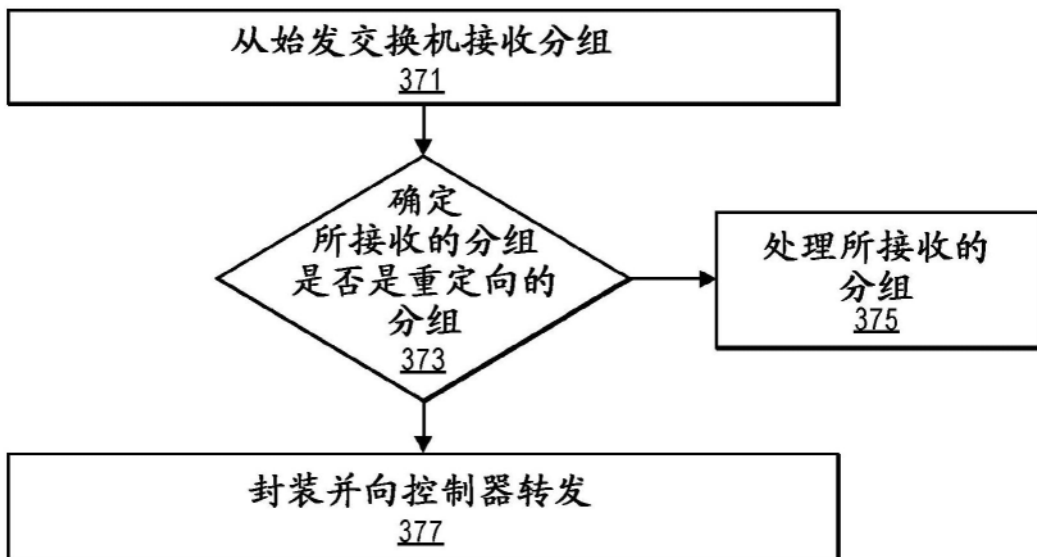 从始发交换机接收分组
371
确定
所接收的分组
是否是重定向的
分组
373
处理所接收的
分组
375
封装并向控制器转发
377